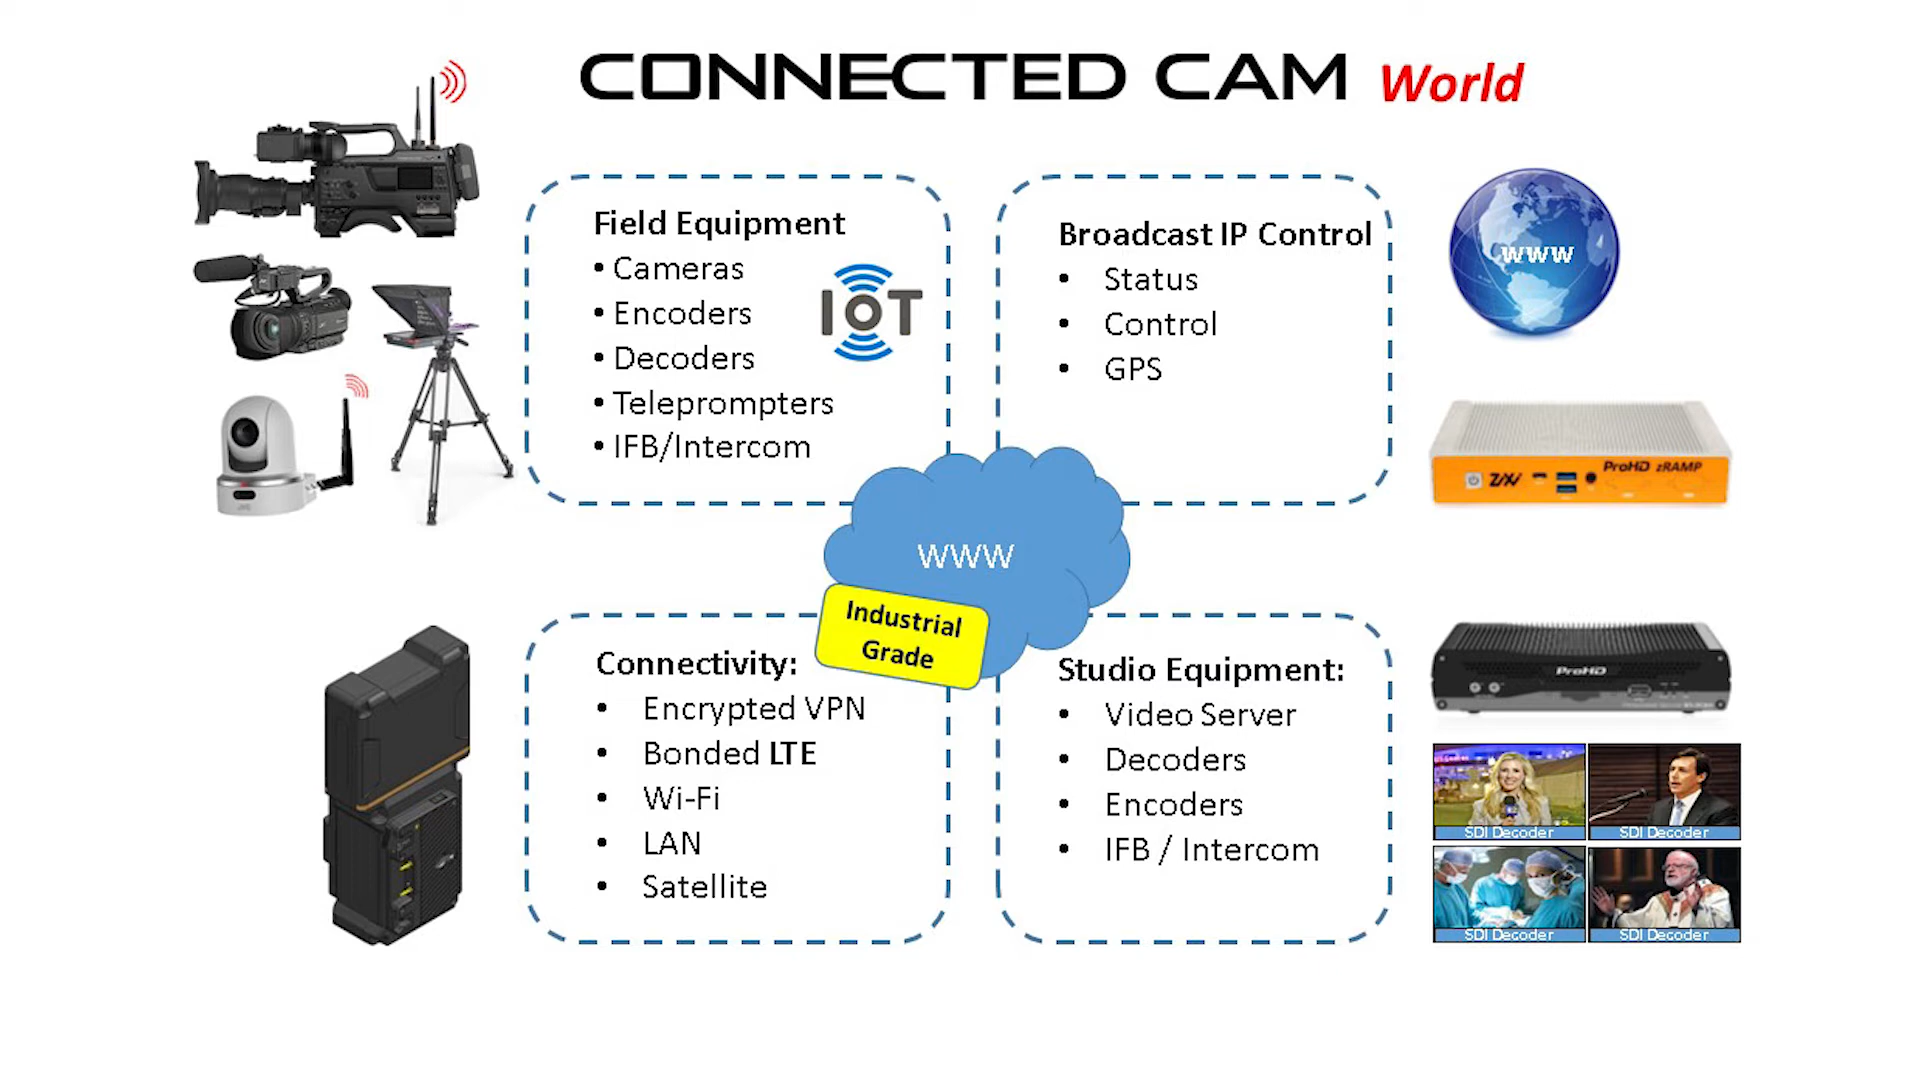 CONNECTED CAM World
Field Equipment
• Cameras
• Encoders
• Decoders
• Teleprompters
• IFB/Intercom
IoT
Broadcast IP Control
• Status
• Control
• GPS
www
ZiXi ProHD zRAMP
www
Industrial
Grade
Connectivity:
• Encrypted VPN
• Bonded LTE
• Wi-Fi
• LAN
• Satellite
Studio Equipment:
• Video Server
• Decoders
• Encoders
• IFB / Intercom
ProHD
SDI Decoder
SDI Decoder
SDI Decoder
SDI Decoder
JVC